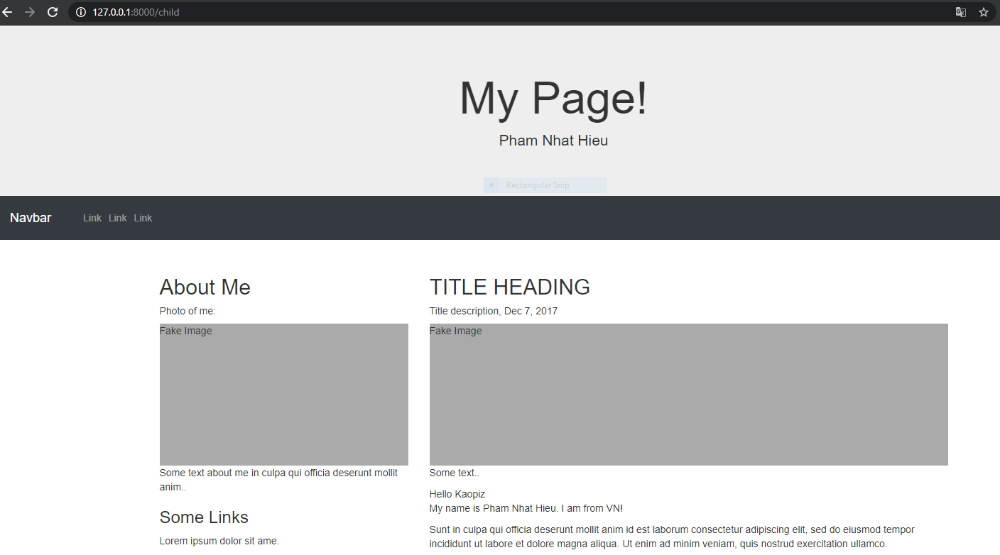 127.0.0.1:8000/child
My Page!
Pham Nhat Hieu
Rectangular Snip
Navbar Link Link Link
About Me
Photo of me:
Fake Image
Some text about me in culpa qui officia deserunt mollit
anim..
Some Links
Lorem ipsum dolor sit ame.
TITLE HEADING
Title description, Dec 7, 2017
Fake Image
Some text..
Hello Kaopiz
My name is Pham Nhat Hieu. I am from VN!
Sunt in culpa qui officia deserunt mollit anim id est laborum consectetur adipiscing elit, sed do eiusmod tempor
incididunt ut labore et dolore magna aliqua. Ut enim ad minim veniam, quis nostrud exercitation ullamco.